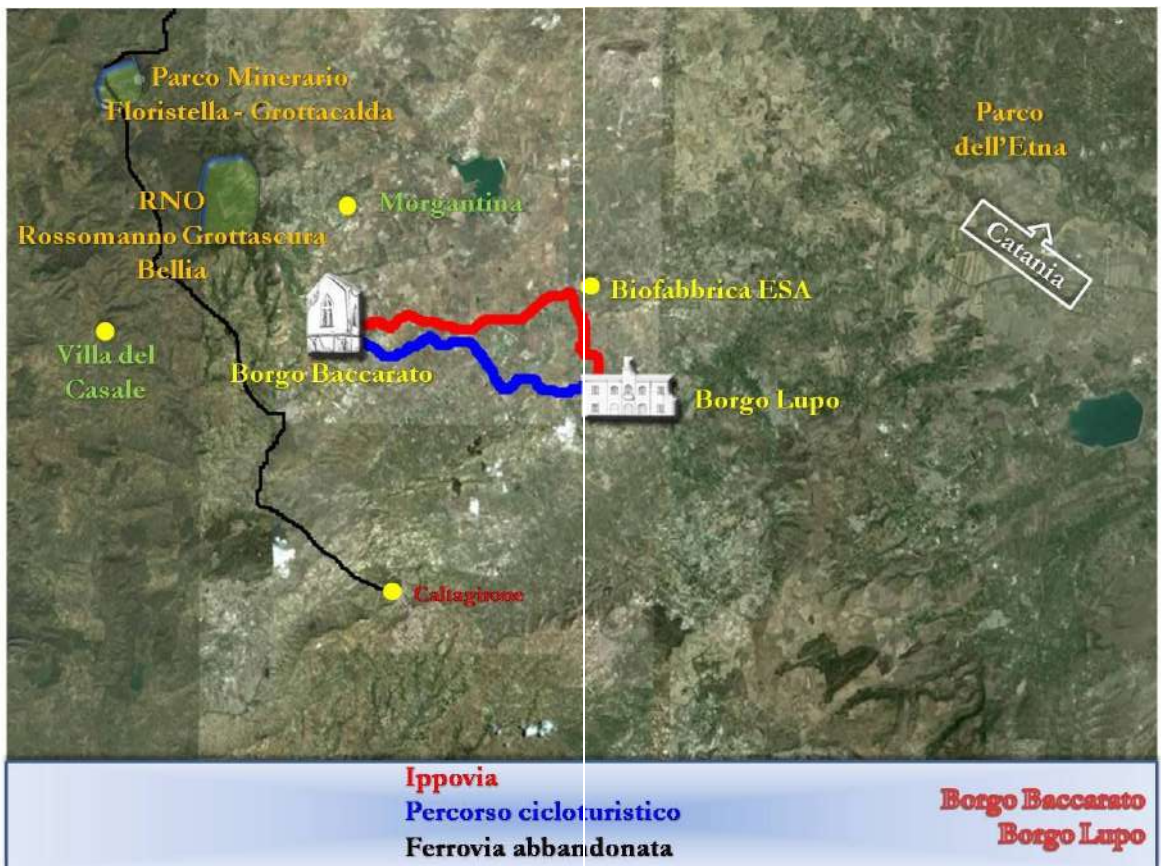 Parco Minerario
Floristella - Grottacalda
Parco
dell'Etna
RNO
Rossomanno Grottascura
Bellia
Morgantina
Catania
Biofabbrica ESA
Villa del
Casale
Borgo Baccarato
Borgo Lupo
Caltagirone
Ippovia
Percorso cicloturistico
Ferrovia abbandonata
Borgo Baccarato
Borgo Lupo